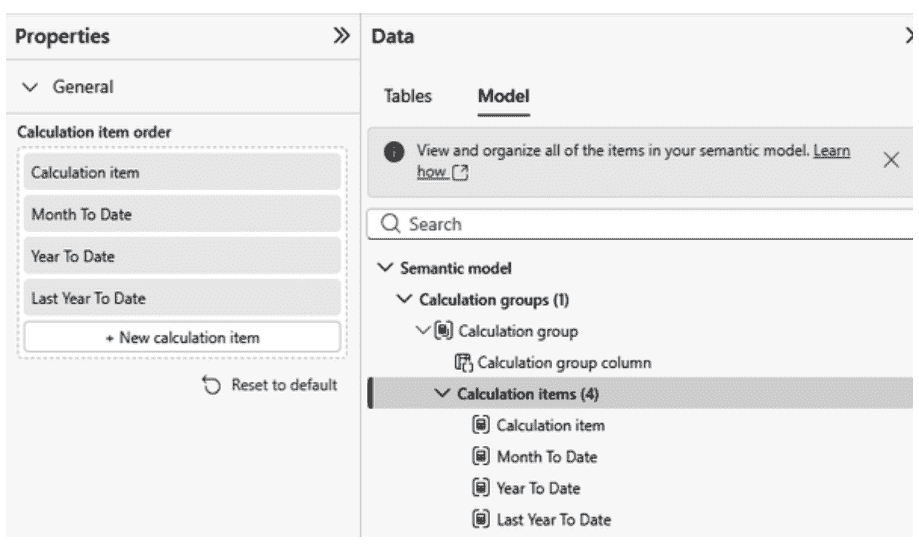 Properties
General
Calculation item order
Calculation item
Month To Date
Year To Date
Last Year To Date
+ New calculation item
Reset to default
Data
Tables Model
View and organize all of the items in your semantic model. Learn
how
Search
Semantic model
Calculation groups (1)
Calculation group
Calculation group column
Calculation items (4)
Calculation item
Month To Date
Year To Date
Last Year To Date